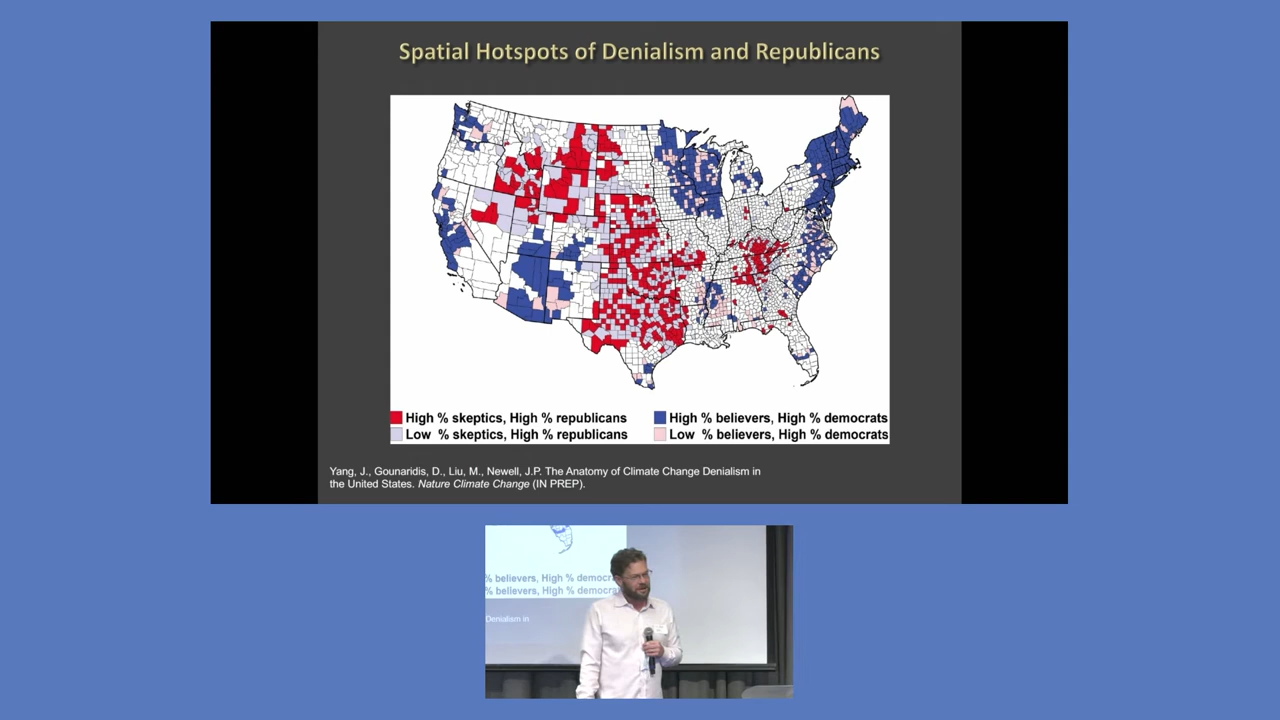 Spatial Hotspots of Denialism and Republicans
High % skeptics, High % republicans
Low % skeptics, High % republicans
High % believers, High % democrats
Low % believers, High % democrats
Yang, J., Gounaridis, D., Liu, M., Newell, J.P. The Anatomy of Climate Change Denialism in
the United States. Nature Climate Change (IN PREP).
% believers, High % democra
% believers, High % democra
Denialism in